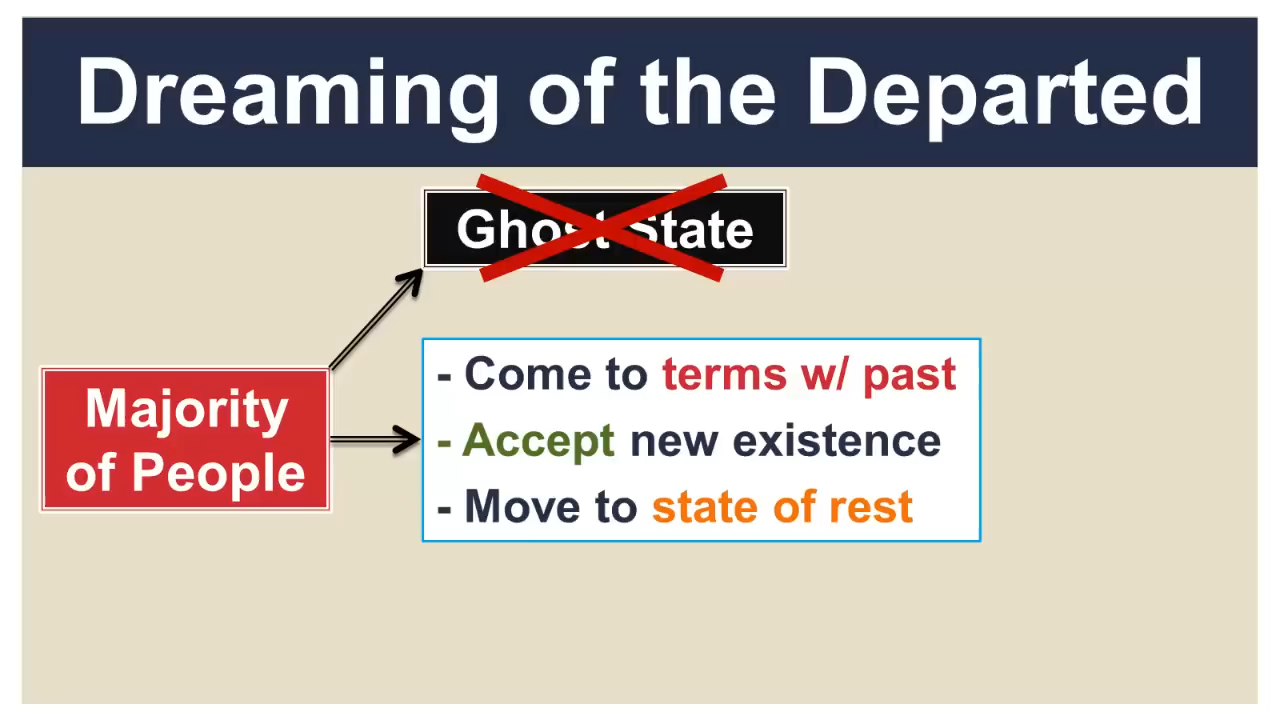 Dreaming of the Departed
Ghost State
Majority
of People
- Come to terms w/ past
- Accept new existence
- Move to state of rest